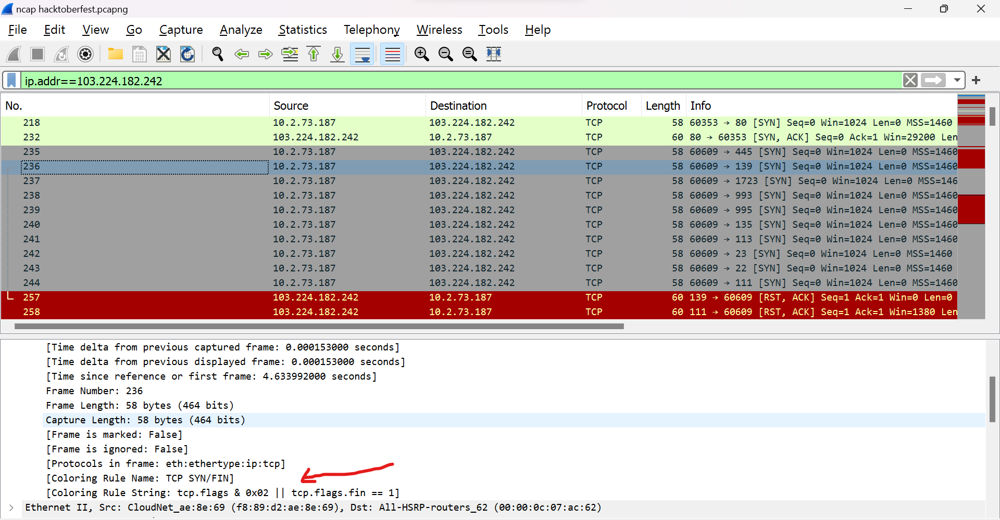 ncap hacktoberfest.pcapng
File Edit View Go Capture Analyze Statistics Telephony Wireless Tools Help
ip.addr==103.224.182.242
No. Source Destination Protocol Length Info
218 10.2.73.187 103.224.182.242 TCP 58 60353 → 80 [SYN] Seq=0 Win=1024 Len=0 MSS=1460
232 103.224.182.242 10.2.73.187 TCP 60 80 → 60353 [SYN, ACK] Seq=0 Ack=1 Win=29200 Len
235 10.2.73.187 103.224.182.242 TCP 58 60609 → 445 [SYN] Seq=0 Win=1024 Len=0 MSS=1460
236 10.2.73.187 103.224.182.242 TCP 58 60609 → 139 [SYN] Seq=0 Win=1024 Len=0 MSS=1460
237 10.2.73.187 103.224.182.242 TCP 58 60609 → 1723 [SYN] Seq=0 Win=1024 Len=0 MSS=146
238 10.2.73.187 103.224.182.242 TCP 58 60609 → 993 [SYN] Seq=0 Win=1024 Len=0 MSS=1460
239 10.2.73.187 103.224.182.242 TCP 58 60609 → 995 [SYN] Seq=0 Win=1024 Len=0 MSS=1460
240 10.2.73.187 103.224.182.242 TCP 58 60609 → 135 [SYN] Seq=0 Win=1024 Len=0 MSS=1460
241 10.2.73.187 103.224.182.242 TCP 58 60609 → 113 [SYN] Seq=0 Win=1024 Len=0 MSS=1460
242 10.2.73.187 103.224.182.242 TCP 58 60609 → 23 [SYN] Seq=0 Win=1024 Len=0 MSS=1460
243 10.2.73.187 103.224.182.242 TCP 58 60609 → 22 [SYN] Seq=0 Win=1024 Len=0 MSS=1460
244 10.2.73.187 103.224.182.242 TCP 58 60609 → 111 [SYN] Seq=0 Win=1024 Len=0 MSS=1460
257 103.224.182.242 10.2.73.187 TCP 60 139 → 60609 [RST, ACK] Seq=1 Ack=1 Win=0 Len=0
258 103.224.182.242 10.2.73.187 TCP 60 111 → 60609 [RST, ACK] Seq=1 Ack=1 Win=1380 Len
[Time delta from previous captured frame: 0.000153000 seconds]
[Time delta from previous displayed frame: 0.000153000 seconds]
[Time since reference or first frame: 4.633992000 seconds]
Frame Number: 236
Frame Length: 58 bytes (464 bits)
Capture Length: 58 bytes (464 bits)
[Frame is marked: False]
[Frame is ignored: False]
[Protocols in frame: eth:ethertype:ip:tcp]
[Coloring Rule Name: TCP SYN/FIN]
[Coloring Rule String: tcp.flags & 0x02 || tcp.flags.fin == 1]
Ethernet II, Src: CloudNet_ae:8e:69 (f8:89:d2:ae:8e:69), Dst: All-HSRP-routers_62 (00:00:0c:07:ac:62)